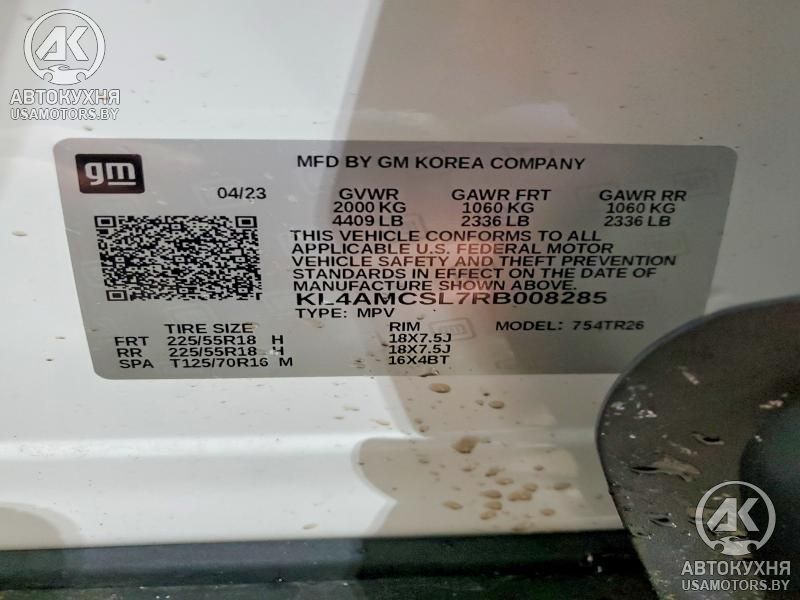 AK
АВТОКУХНЯ
USAMOTORS.BY
gm
MFD BY GM KOREA COMPANY
04/23 GVWR GAWR FRT GAWR RR
2000 KG 1060 KG 1060 KG
4409 LB 2336 LB 2336 LB
THIS VEHICLE CONFORMS TO ALL
APPLICABLE U.S. FEDERAL MOTOR
VEHICLE SAFETY AND THEFT PREVENTION
STANDARDS IN EFFECT ON THE DATE OF
MANUFACTURE SHOWN ABOVE.
KL4AMCSL7RB008285
TYPE: MPV MODEL: 754TR26
TIRE SIZE RIM
FRT 225/55R18 H 18X7.5J
RR 225/55R18 H 18X7.5J
SPA T125/70R16 M 16X4BT
AK
АВТОКУХНЯ
USAMOTORS.BY